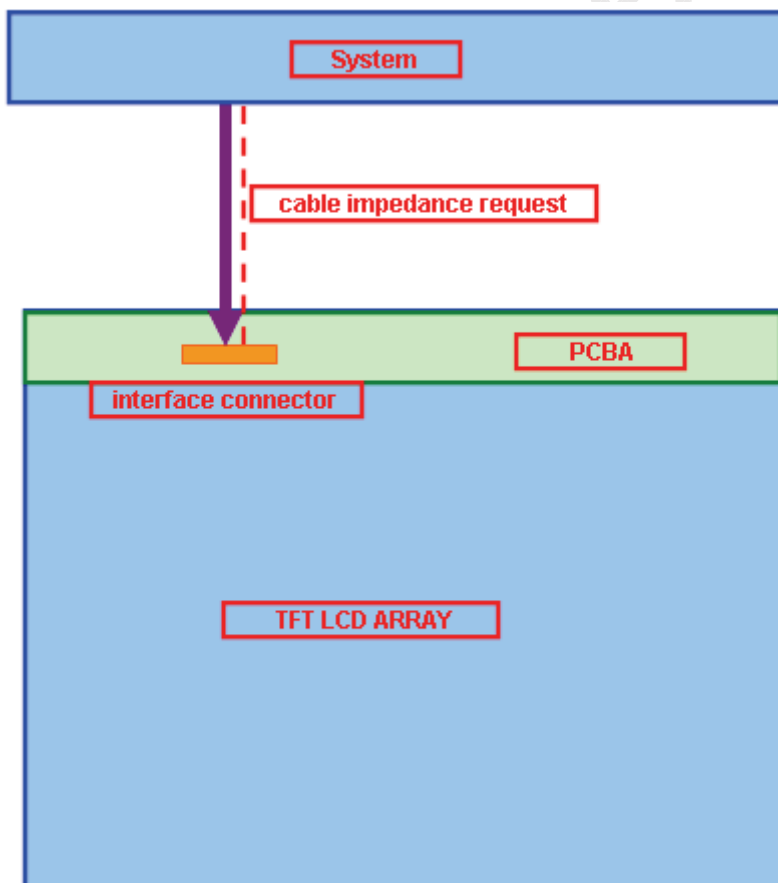 System
cable impedance request
PCBA
interface connector
TFT LCD ARRAY